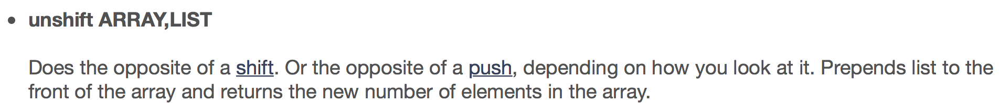 • unshift ARRAY,LIST
Does the opposite of a shift. Or the opposite of a push, depending on how you look at it. Prepends list to the
front of the array and returns the new number of elements in the array.